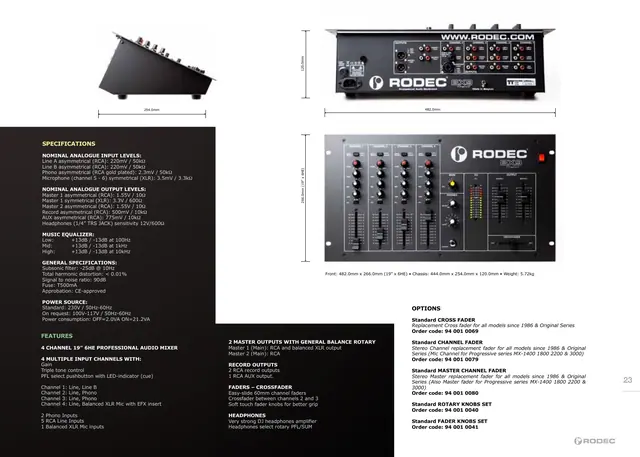 254.0mm
125.0mm
WWW.RODEC.COM
RODEC
BX9
482.0mm
266.0mm (19" x 6HE)
RODEC
BX9
Front: 482.0mm x 266.0mm (19" x 6HE) • Chassis: 444.0mm x 254.0mm x 120.0mm • Weight: 5.72kg
SPECIFICATIONS
NOMINAL ANALOGUE INPUT LEVELS:
Line A asymmetrical (RCA): 220mV / 50kΩ
Line B asymmetrical (RCA): 220mV / 50kΩ
Phono asymmetrical (RCA gold plated): 2.3mV / 50kΩ
Microphone (channel 5 - 6) symmetrical (XLR): 3.5mV / 3.3kΩ
NOMINAL ANALOGUE OUTPUT LEVELS:
Master 1 asymmetrical (RCA): 1.55V / 10Ω
Master 1 symmetrical (XLR): 3.3V / 600Ω
Master 2 asymmetrical (RCA): 1.55V / 10Ω
Record asymmetrical (RCA): 500mV / 10kΩ
AUX asymmetrical (RCA): 775mV / 10kΩ
Headphones (1/4" TRS JACK) sensitivity 12V/600Ω
MUSIC EQUALIZER:
Low: +13dB / -13dB at 100Hz
Mid: +13dB / -13dB at 1kHz
High: +13dB / -13dB at 10kHz
GENERAL SPECIFICATIONS:
Subsonic filter: -25dB @ 10Hz
Total harmonic distortion: < 0.01%
Signal to noise ratio: 90dB
Fuse: T500mA
Approbation: CE-approved
POWER SOURCE:
Standard: 230V / 50Hz-60Hz
On request: 100V-117V / 50Hz-60Hz
Power consumption: OFF=2.0VA ON=21.2VA
FEATURES
4 CHANNEL 19" 6HE PROFESSIONAL AUDIO MIXER
4 MULTIPLE INPUT CHANNELS WITH:
Gain
Triple tone control
PFL select pushbutton with LED-indicator [cue]
Channel 1: Line, Line B
Channel 2: Line, Phono
Channel 3: Line, Phono
Channel 4: Line, Balanced XLR Mic with EFX insert
2 Phono Inputs
5 RCA Line Inputs
1 Balanced XLR Mic inputs
2 MASTER OUTPUTS WITH GENERAL BALANCE ROTARY
Master 1 (Main): RCA and balanced XLR output
Master 2 (Main): RCA
RECORD OUTPUTS
2 RCA record outputs
1 RCA AUX output.
FADERS – CROSSFADER
Easy-slide 60mm channel faders
Crossfader between channels 2 and 3
Soft touch fader knobs for better grip
HEADPHONES
Very strong DJ headphones amplifier
Headphones select rotary PFL/SUM
OPTIONS
Standard CROSS FADER
Replacement Cross fader for all models since 1986 & Original Series
Order code: 94 001 0069
Standard CHANNEL FADER
Stereo Channel replacement fader for all models since 1986 & Original
Series (Mic Channel for Progressive series MX-1400 1800 2200 & 3000)
Order code: 94 001 0079
Standard MASTER CHANNEL FADER
Stereo Master replacement fader for all models since 1986 & Original
Series (Also Master fader for Progressive series MX-1400 1800 2200 &
3000)
Order code: 94 001 0080
Standard ROTARY KNOBS SET
Order code: 94 001 0040
Standard FADER KNOBS SET
Order code: 94 001 0041
23
RODEC